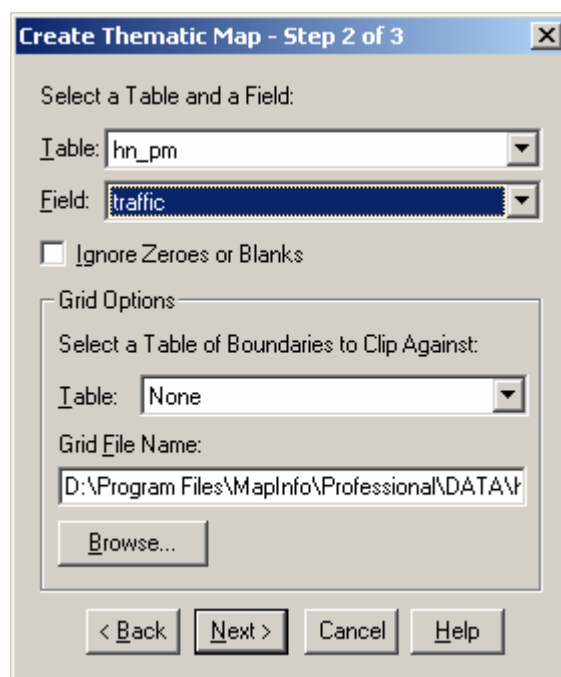 Create Thematic Map - Step 2 of 3
Select a Table and a Field:
Table: hn_pm
Field: traffic
Ignore Zeroes or Blanks
Grid Options
Select a Table of Boundaries to Clip Against:
Table: None
Grid File Name:
D:\Program Files\MapInfo\Professional\DATA\h
Browse...
< Back Next > Cancel Help